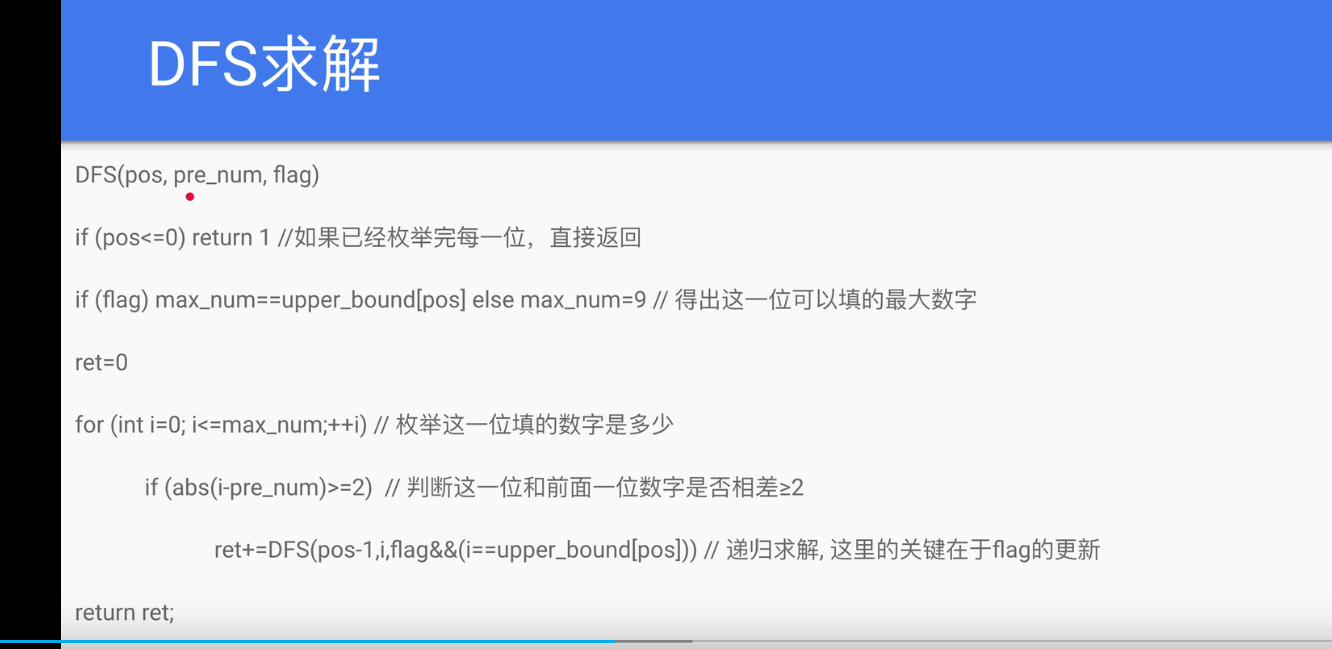 DFS求解
DFS(pos, pre_num, flag)
if (pos<=0) return 1 //如果已经枚举完每一位，直接返回
if (flag) max_num==upper_bound[pos] else max_num=9 // 得出这一位可以填的最大数字
ret=0
for (int i=0; i<=max_num;++i) // 枚举这一位填的数字是多少
if (abs(i-pre_num)>=2)  // 判断这一位和前面一位数字是否相差≥2
ret+=DFS(pos-1,i,flag&&(i==upper_bound[pos])) // 递归求解, 这里的关键在于flag的更新
return ret;